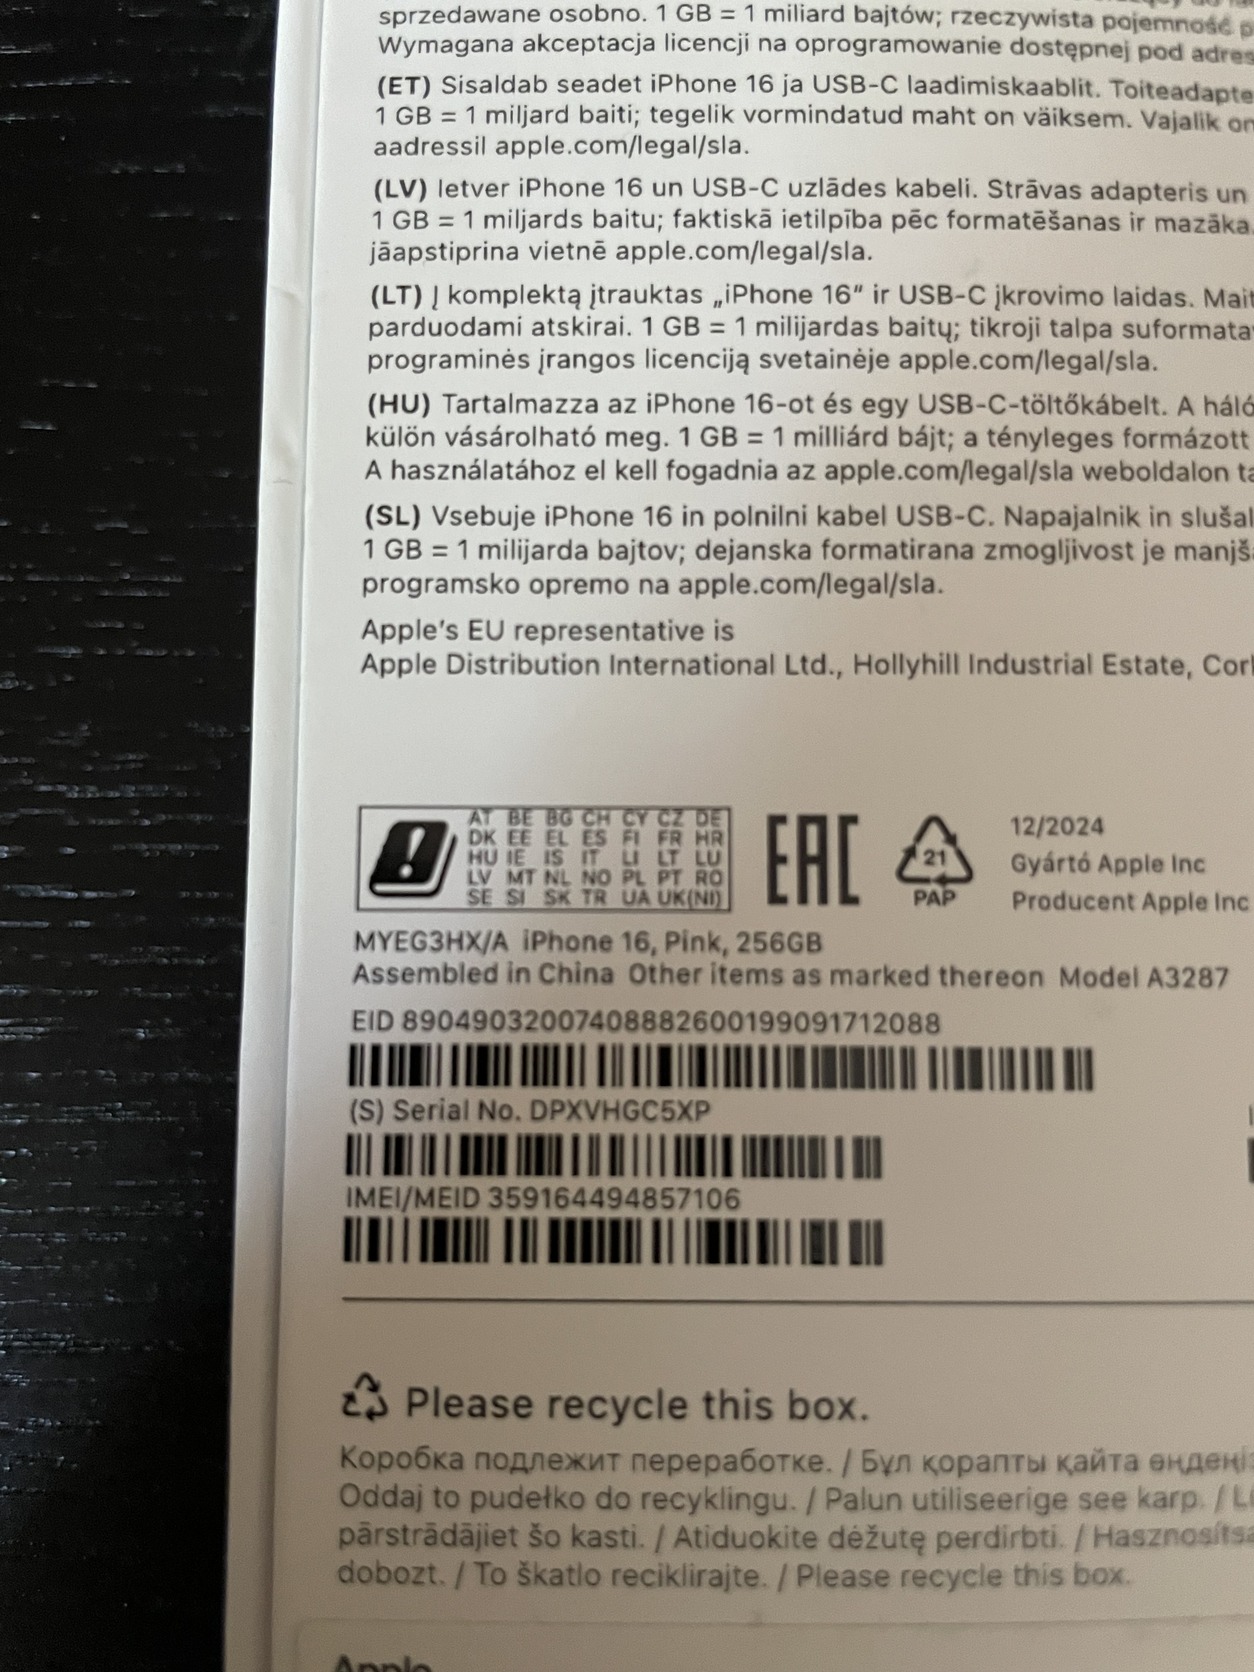 sprzedawane osobno. 1 GB = 1 miliard bajtów; rzeczywista pojemność
Wymagana akceptacja licencji na oprogramowanie dostępnej pod
(ET) Sisaldab seadet iPhone 16 ja USB-C laadimiskaablit.
1 GB = 1 miljard baiti; tegelik vormindatud maht on väiksem. Vajalik on
aadressil apple.com/legal/sla.
(LV) Ietver iPhone 16 un USB-C uzlādes kabeli. Strāvas adapteris un
1 GB = 1 miljards baitu; faktiskā ietilpība pēc formatēšanas ir mazāka.
jāapstiprina vietnē apple.com/legal/sla.
(LT) Į komplektą įtrauktas „iPhone 16“ ir USB-C įkrovimo laidas.
parduodami atskirai. 1 GB = 1 milijardas baitų; tikroji talpa
programinės įrangos licenciją svetainėje apple.com/legal/sla.
(HU) Tartalmazza az iPhone 16-ot és egy USB-C-töltőkábelt. A
külön vásárolható meg. 1 GB = 1 milliárd bájt; a tényleges formázott
A használatához el kell fogadnia az apple.com/legal/sla weboldalon
(SL) Vsebuje iPhone 16 in polnilni kabel USB-C. Napajalnik in
1 GB = 1 milijarda bajtov; dejanska formatirana zmogljivost je
programsko opremo na apple.com/legal/sla.
Apple's EU representative is
Apple Distribution International Ltd., Hollyhill Industrial Estate,
AT BE BG CH CY CZ DE
DK EE EL ES FI FR HR
HU IE IS IT LI LT LU
LV MT NL NO PL PT RO
SE SI SK TR UA UK(NI)
EAC
21
PAP
12/2024
Gyártó Apple Inc
Producent Apple Inc
MYEG3HX/A iPhone 16, Pink, 256GB
Assembled in China Other items as marked thereon Model A3287
EID 89049032007408882600199091712088
(S) Serial No. DPXVHGC5XP
IMEI/MEID 359164494857106
Please recycle this box.
Коробка подлежит переработке. / Бұл қорапты қайта
Oddaj to pudełko do recyklingu. / Palun utiliseerige see karp. /
pārstrādājiet šo kasti. / Atiduokite dėžutę perdirbti. /
dobozt. / To škatlo reciklirajte. / Please recycle this box.